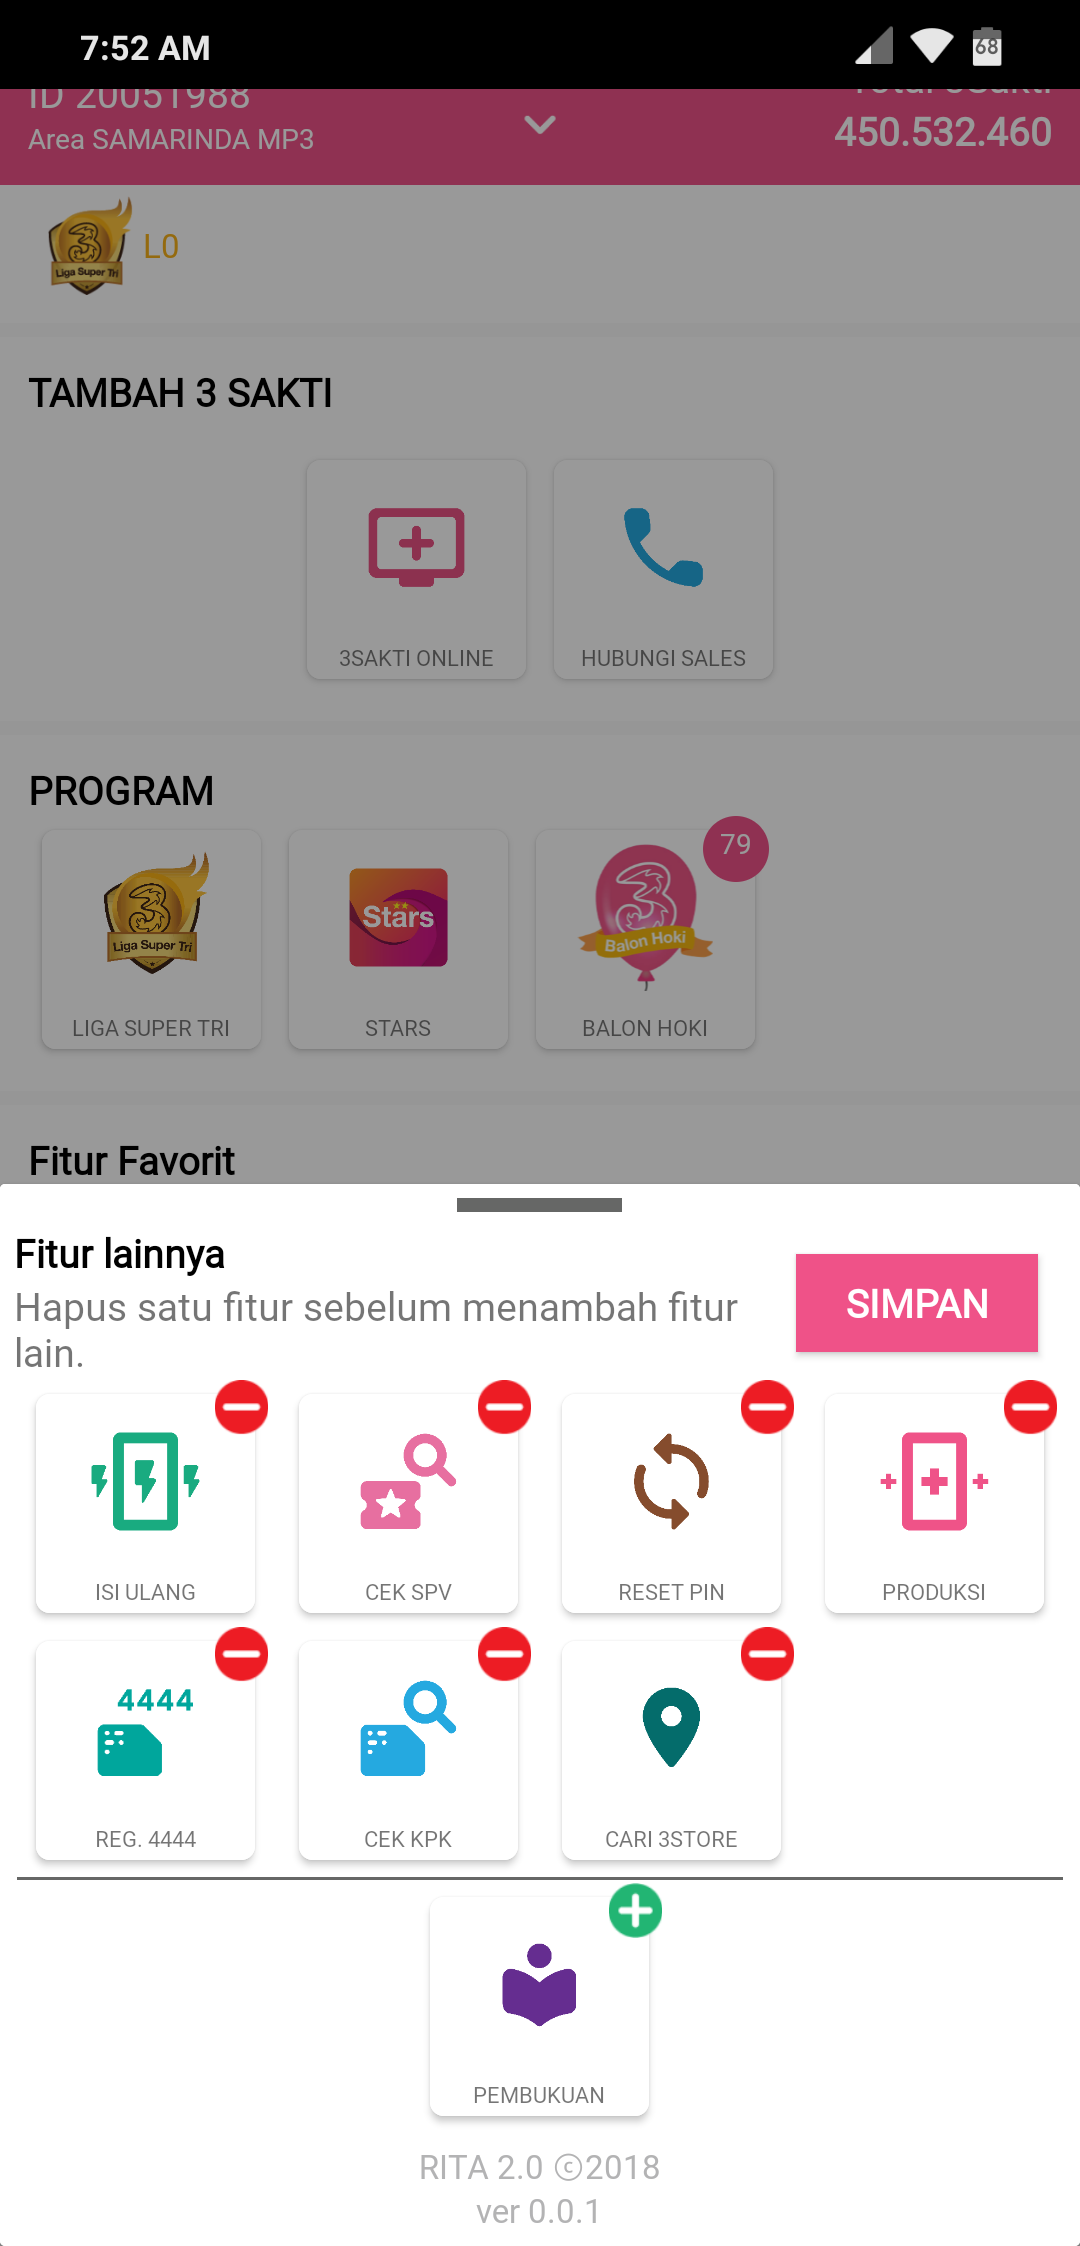 7:52 AM
68
ID 20051988
Total 3Sakti
Area SAMARINDA MP3
450.532.460
Liga Super Tri
L0
TAMBAH 3 SAKTI
3SAKTI ONLINE
HUBUNGI SALES
PROGRAM
79
Liga Super Tri
Stars
Balon Hoki
LIGA SUPER TRI
STARS
BALON HOKI
Fitur Favorit
Fitur lainnya
Hapus satu fitur sebelum menambah fitur
lain.
SIMPAN
ISI ULANG
CEK SPV
RESET PIN
PRODUKSI
4444
REG. 4444
CEK KPK
CARI 3STORE
PEMBUKUAN
RITA 2.0 ©2018
ver 0.0.1